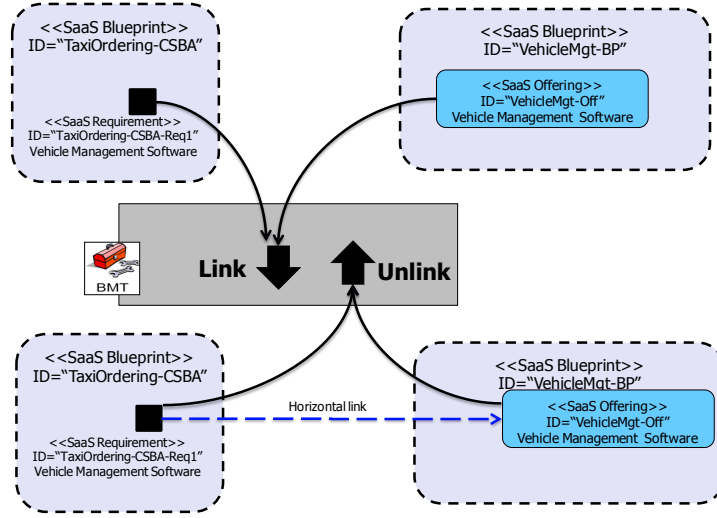 <<SaaS Blueprint>>
ID=“TaxiOrdering-CSBA”
<<SaaS Requirement>>
ID=“TaxiOrdering-CSBA-Req1”
Vehicle Management Software
<<SaaS Blueprint>>
ID=“VehicleMgt-BP”
<<SaaS Offering>>
ID=“VehicleMgt-Off”
Vehicle Management Software
BMT
Link
Unlink
<<SaaS Blueprint>>
ID=“TaxiOrdering-CSBA”
<<SaaS Requirement>>
ID=“TaxiOrdering-CSBA-Req1”
Vehicle Management Software
Horizontal link
<<SaaS Blueprint>>
ID=“VehicleMgt-BP”
<<SaaS Offering>>
ID=“VehicleMgt-Off”
Vehicle Management Software